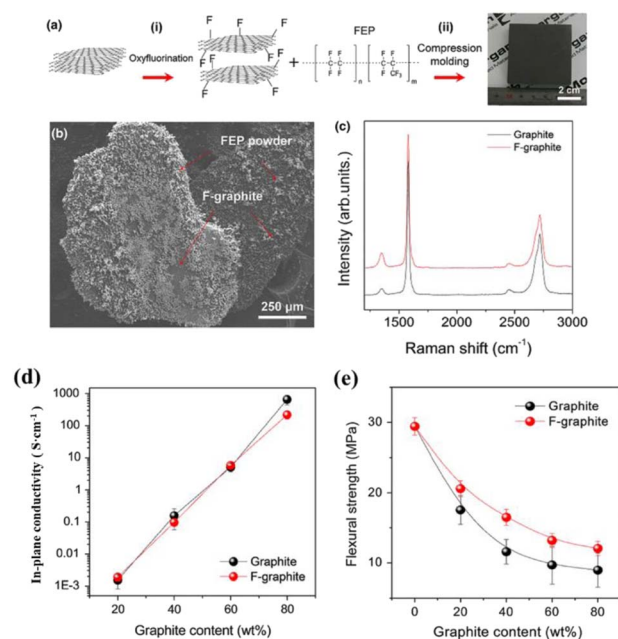 (a)
(i)
(ii)
F
F
F
F
F
F
F
F
FEP
Oxyfluorination
+
F F
C C
F F
n
F F
C C
F CF3
m
Compression
molding
2 cm
(b)
FEP powder
F-graphite
250 μm
(c)
Graphite
F-graphite
Intensity (arb.units.)
1500
2000
2500
3000
Raman shift (cm-1)
(d)
In-plane conductivity ( S·cm-1)
1000
100
10
1
0.1
0.01
1E-3
Graphite
F-graphite
20
40
60
80
Graphite content (wt%)
(e)
Flexural strength (MPa)
30
20
10
Graphite
F-graphite
0
20
40
60
80
Graphite content (wt%)